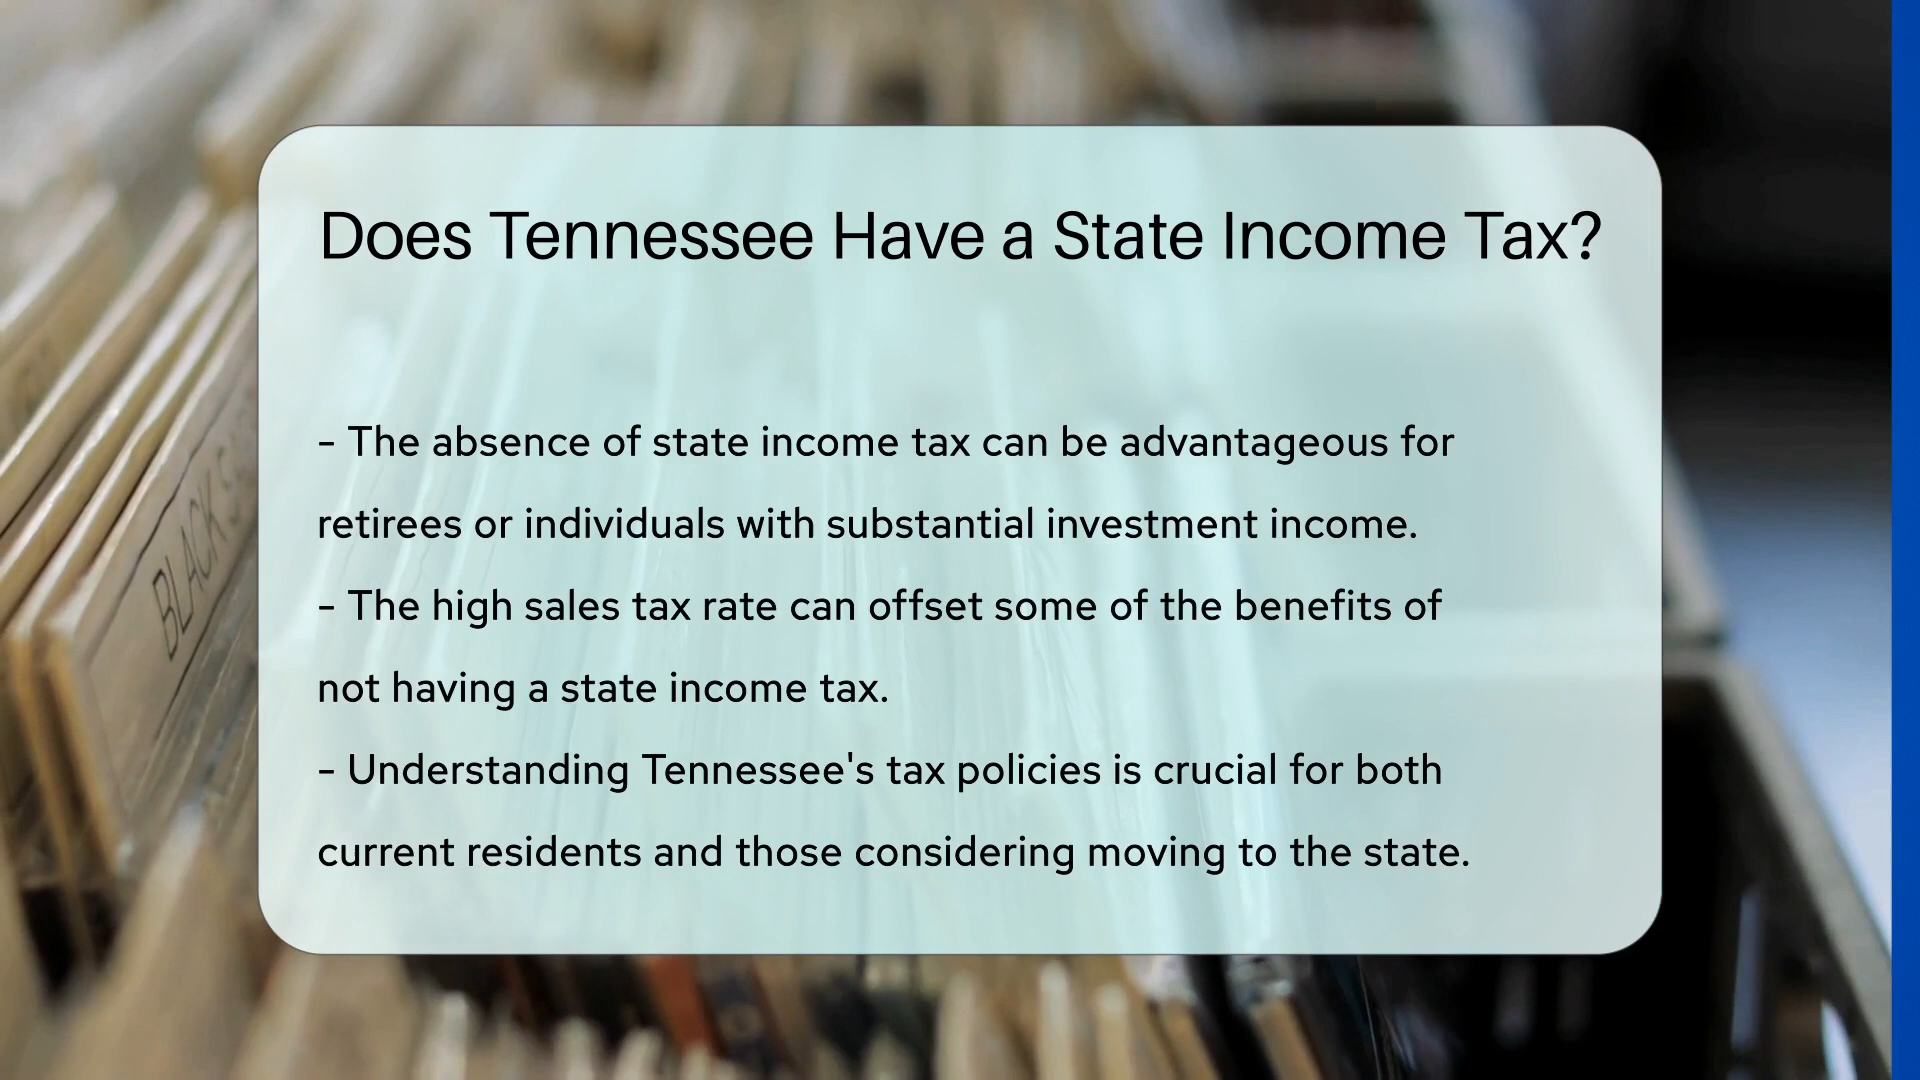 Does Tennessee Have a State Income Tax?
- The absence of state income tax can be advantageous for
retirees or individuals with substantial investment income.
- The high sales tax rate can offset some of the benefits of
not having a state income tax.
- Understanding Tennessee's tax policies is crucial for both
current residents and those considering moving to the state.
BLACK